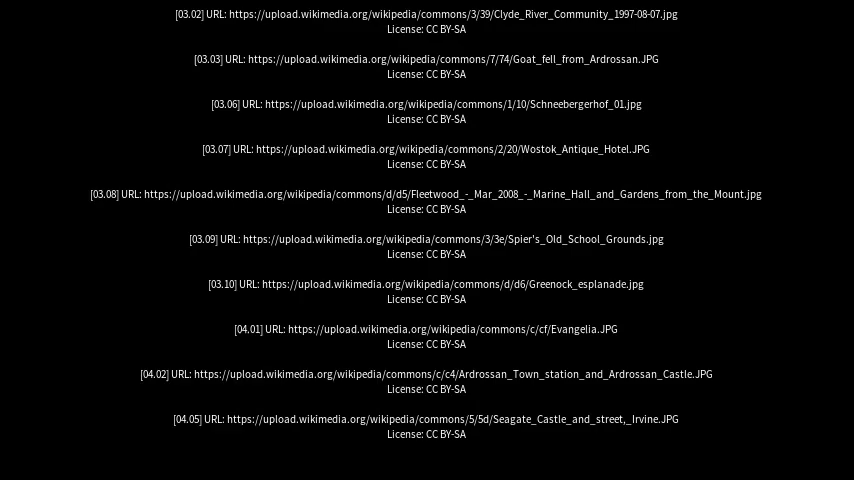 [03.02] URL: https://upload.wikimedia.org/wikipedia/commons/3/39/Clyde_River_Community_1997-08-07.jpg
License: CC BY-SA
[03.03] URL: https://upload.wikimedia.org/wikipedia/commons/7/74/Goat_fell_from_Ardrossan.JPG
License: CC BY-SA
[03.06] URL: https://upload.wikimedia.org/wikipedia/commons/1/10/Schneebergerhof_01.jpg
License: CC BY-SA
[03.07] URL: https://upload.wikimedia.org/wikipedia/commons/2/20/Wostok_Antique_Hotel.JPG
License: CC BY-SA
[03.08] URL: https://upload.wikimedia.org/wikipedia/commons/d/d5/Fleetwood_-_Mar_2008_-_Marine_Hall_and_Gardens_from_the_Mount.jpg
License: CC BY-SA
[03.09] URL: https://upload.wikimedia.org/wikipedia/commons/3/3e/Spier's_Old_School_Grounds.jpg
License: CC BY-SA
[03.10] URL: https://upload.wikimedia.org/wikipedia/commons/d/d6/Greenock_esplanade.jpg
License: CC BY-SA
[04.01] URL: https://upload.wikimedia.org/wikipedia/commons/c/cf/Evangelia.JPG
License: CC BY-SA
[04.02] URL: https://upload.wikimedia.org/wikipedia/commons/c/c4/Ardrossan_Town_station_and_Ardrossan_Castle.JPG
License: CC BY-SA
[04.05] URL: https://upload.wikimedia.org/wikipedia/commons/5/5d/Seagate_Castle_and_street,_Irvine.JPG
License: CC BY-SA